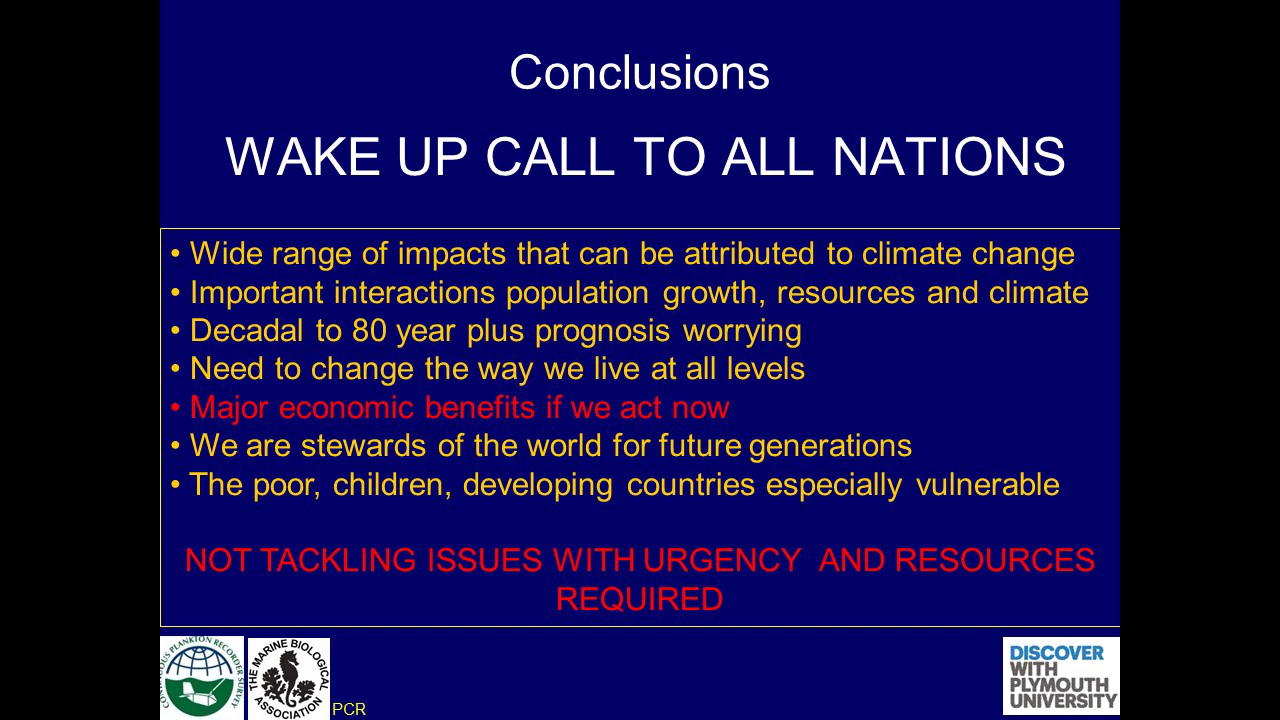 Conclusions
WAKE UP CALL TO ALL NATIONS
• Wide range of impacts that can be attributed to climate change
• Important interactions population growth, resources and climate
• Decadal to 80 year plus prognosis worrying
• Need to change the way we live at all levels
• Major economic benefits if we act now
• We are stewards of the world for future generations
• The poor, children, developing countries especially vulnerable
NOT TACKLING ISSUES WITH URGENCY AND RESOURCES
REQUIRED
CONTINUOUS PLANKTON RECORDER SURVEY
THE MARINE BIOLOGICAL ASSOCIATION
PCR
DISCOVER
WITH
PLYMOUTH
UNIVERSITY